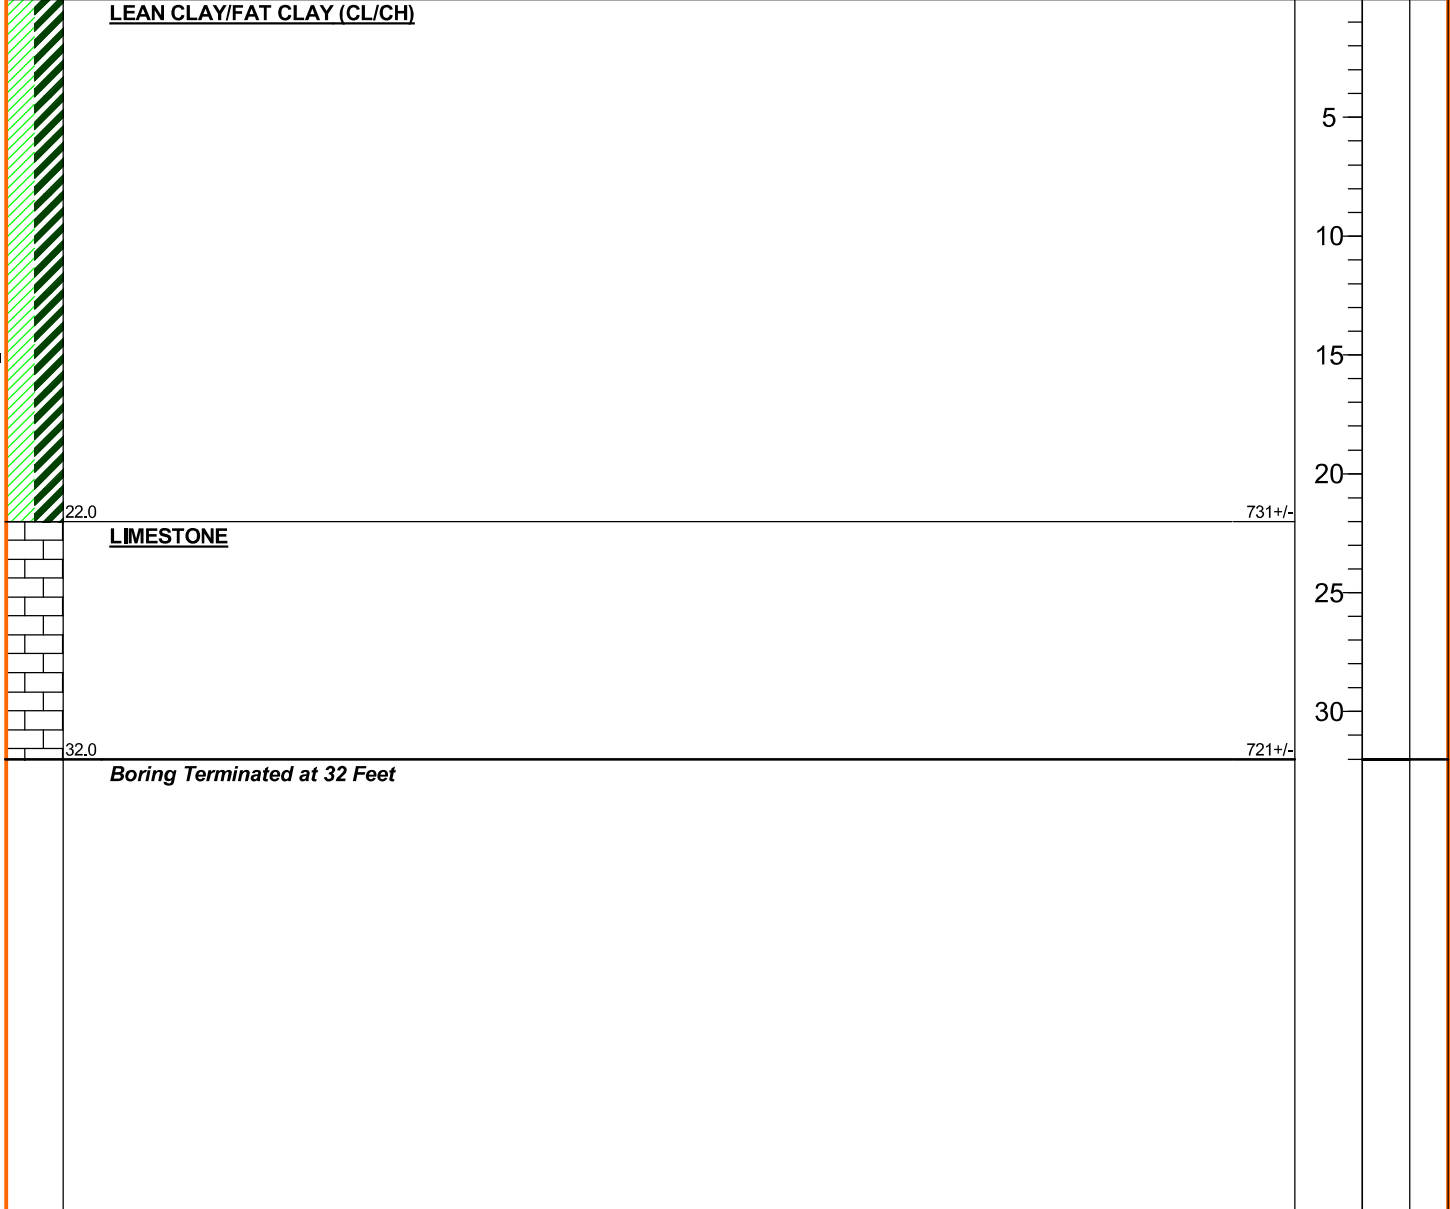 LEAN CLAY/FAT CLAY (CL/CH)
5
10
15
20
22.0 731+/-
LIMESTONE
25
30
32.0 721+/-
Boring Terminated at 32 Feet